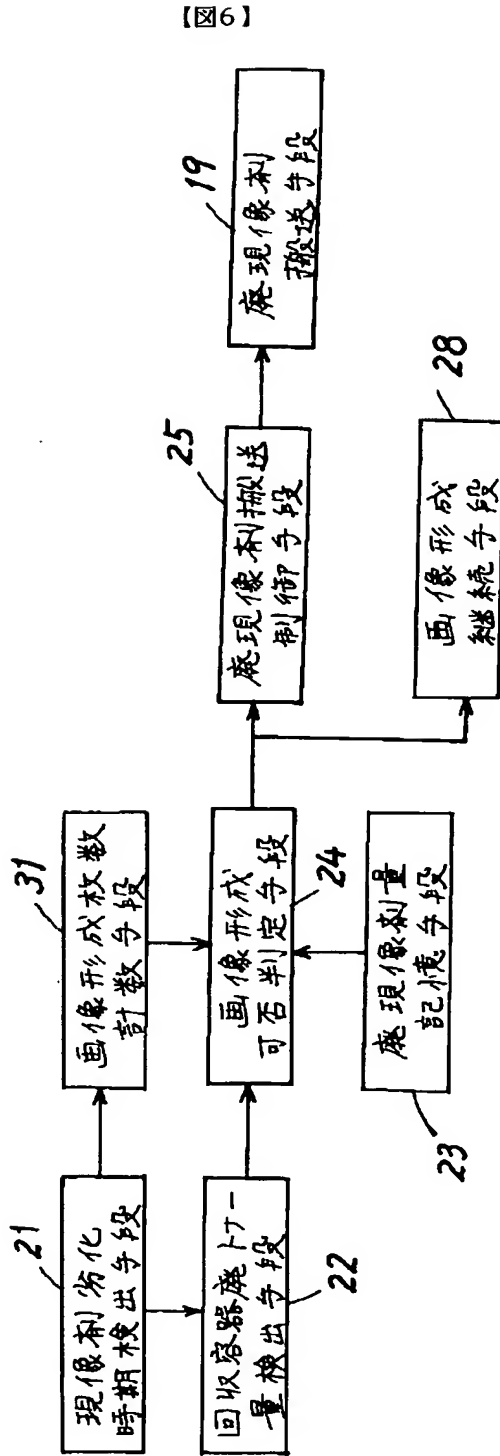 【図6】
21
現像剤劣化
時期検出手段
31
画像形成枚数
計数手段
回収容器廃トナー
量検出手段
22
画像形成
可否判定手段
24
廃現像剤量
記憶手段
23
25
廃現像剤搬送
制御手段
19
廃現像剤
搬送手段
28
画像形成
継続手段